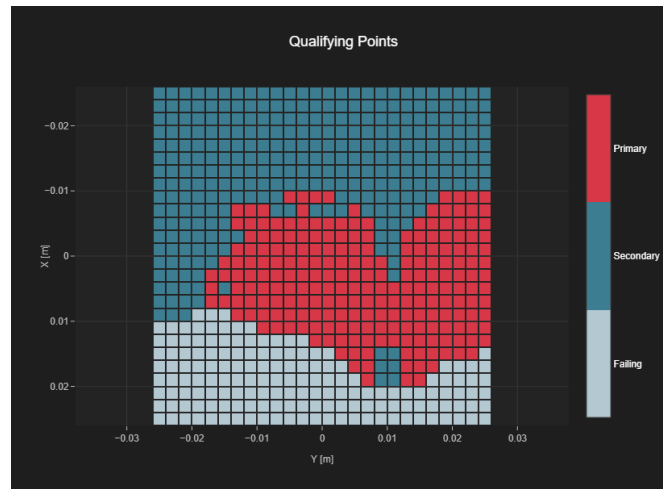 Qualifying Points
−0.02
−0.01
0
0.01
0.02
X [m]
−0.03
−0.02
−0.01
0
0.01
0.02
0.03
Y [m]
Primary
Secondary
Failing